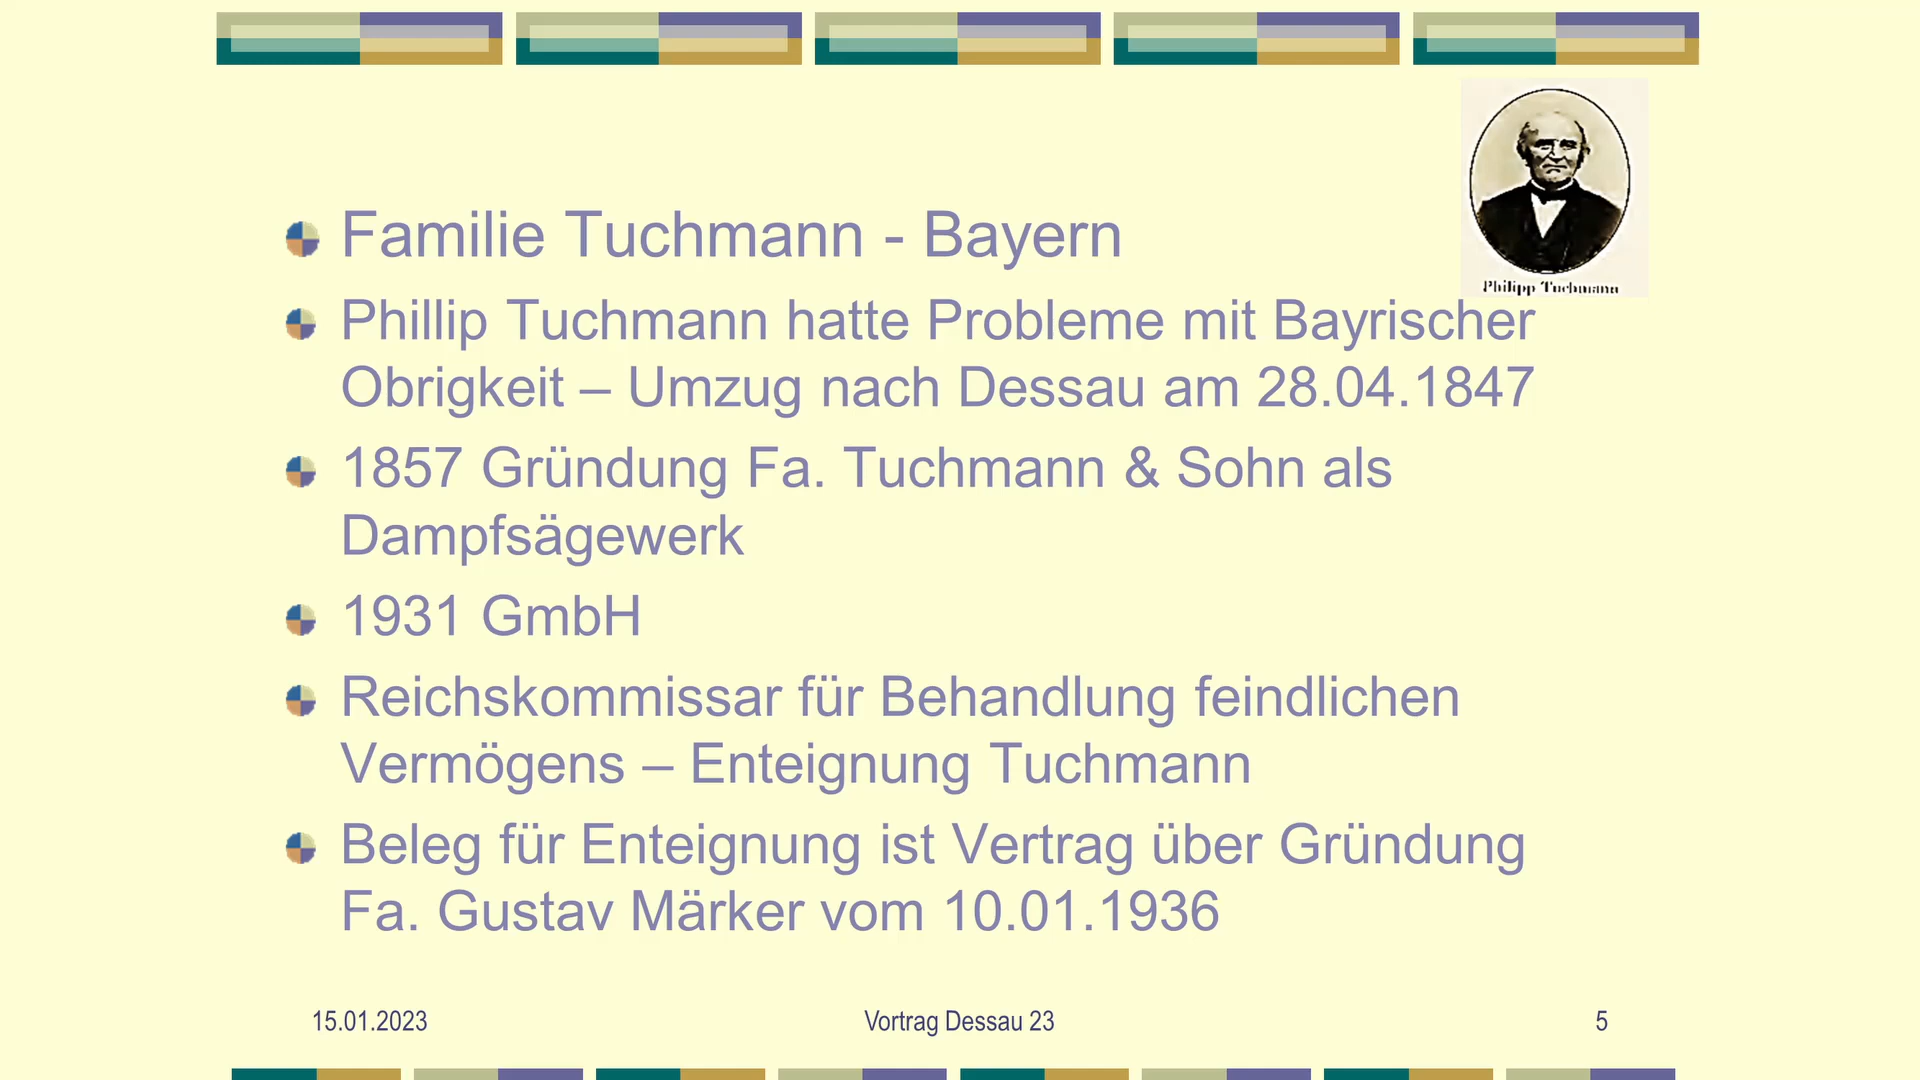 Philipp Tuchmann
Familie Tuchmann - Bayern
Phillip Tuchmann hatte Probleme mit Bayrischer
Obrigkeit – Umzug nach Dessau am 28.04.1847
1857 Gründung Fa. Tuchmann & Sohn als
Dampfsägewerk
1931 GmbH
Reichskommissar für Behandlung feindlichen
Vermögens – Enteignung Tuchmann
Beleg für Enteignung ist Vertrag über Gründung
Fa. Gustav Märker vom 10.01.1936
15.01.2023
Vortrag Dessau 23
5